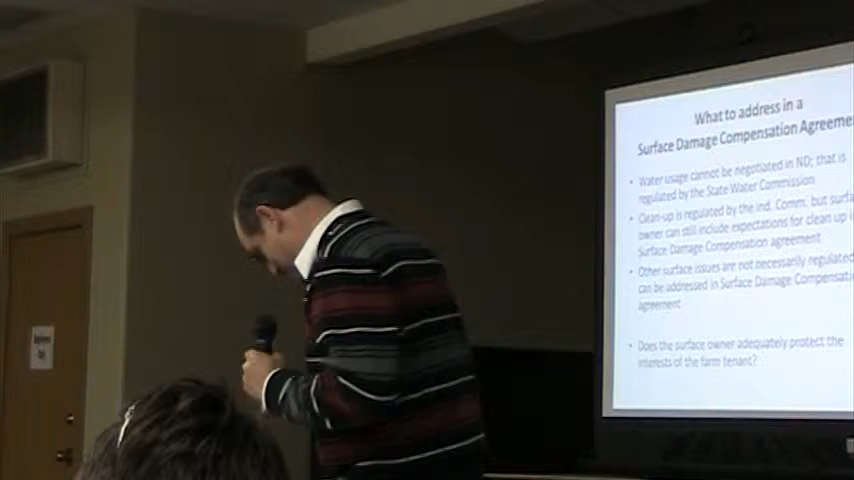 What to address in a
Surface Damage Compensation Agreeme
• Water usage cannot be negotiated in ND; that is
regulated by the State Water Commission
• Clean-up is regulated by the Ind. Comm. but surfa
owner can still include expectations for clean up i
Surface Damage Compensation agreement
• Other surface issues are not necessarily regulated
can be addressed in Surface Damage Compensati
agreement
• Does the surface owner adequately protect the
interests of the farm tenant?